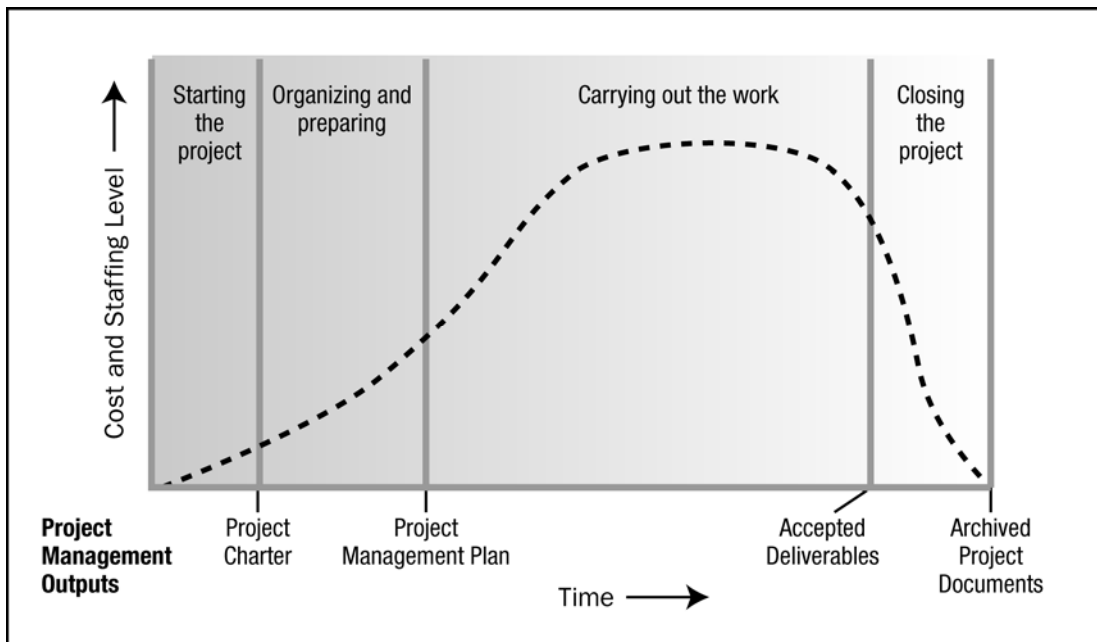 Starting
the
project
Organizing and
preparing
Carrying out the work
Closing
the
project
Cost and Staffing Level
Project
Management
Outputs
Project
Charter
Project
Management Plan
Accepted
Deliverables
Archived
Project
Documents
Time